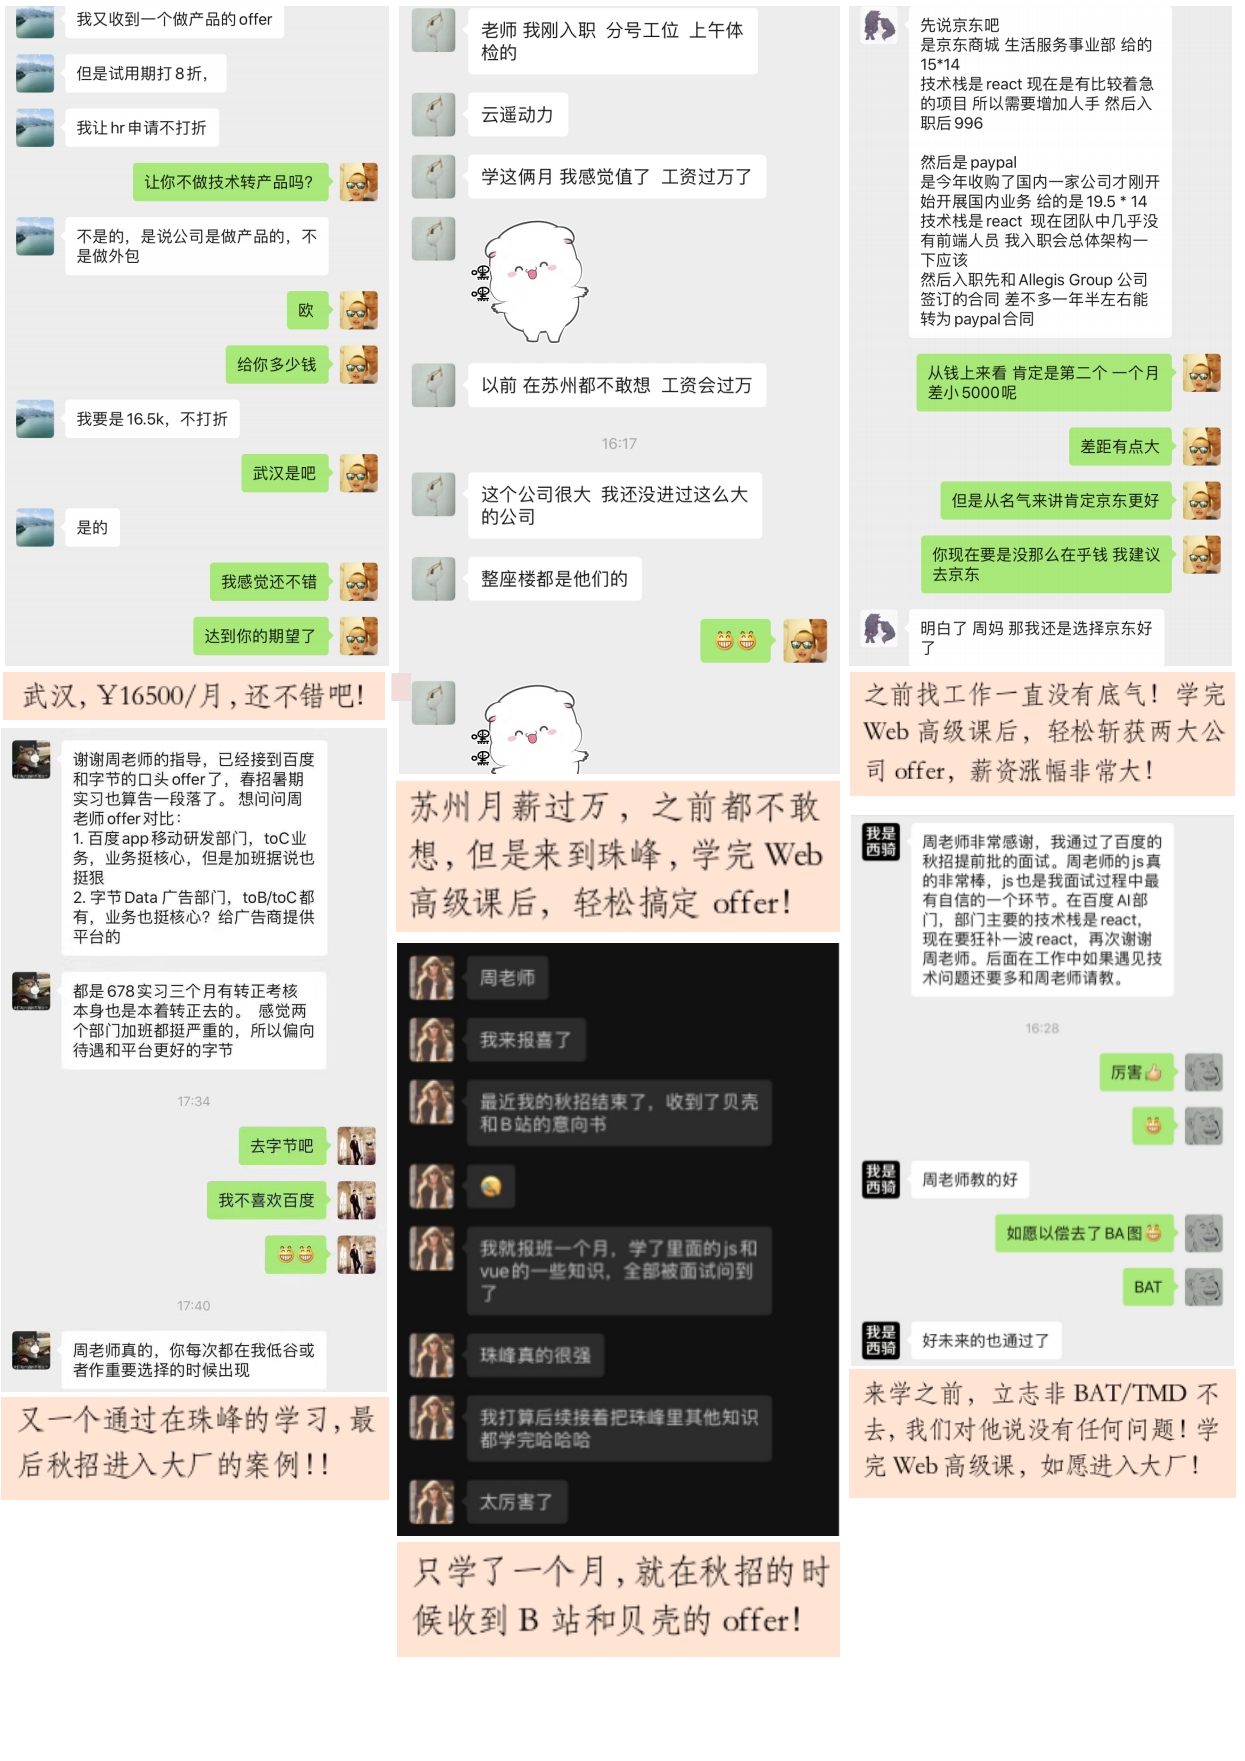 我又收到一个做产品的offer
但是试用期打8折，
我让hr申请不打折
让你不做技术转产品吗?
不是的，是说公司是做产品的，不
是做外包
欧
给你多少钱
我要是16.5k，不打折
武汉是吧
是的
我感觉还不错
达到你的期望了
武汉, ¥16500/月, 还不错吧!
谢谢周老师的指导，已经接到百度
和字节的口头offer了，春招暑期
实习也算告一段落了。 想问问周
老师offer对比：
1. 百度app移动研发部门，toC业
务，业务挺核心，但是加班据说也
挺狠
2. 字节Data 广告部门，toB/toC都
有，业务也挺核心？给广告商提供
平台的
都是678实习三个月有转正考核
本身也是本着转正去的。 感觉两
个部门加班都挺严重的，所以偏向
待遇和平台更好的字节
17:34
去字节吧
我不喜欢百度
17:40
周老师真的，你每次都在我低谷或
者作重要选择的时候出现
又一个通过在珠峰的学习, 最
后秋招进入大厂的案例!!
老师 我刚入职 分号工位 上午体
检的
云遥动力
学这俩月 我感觉值了 工资过万了
嘿
嘿
以前 在苏州都不敢想 工资会过万
16:17
这个公司很大 我还没进过这么大
的公司
整座楼都是他们的
嘿
嘿
苏州月薪过万, 之前都不敢
想, 但是来到珠峰, 学完 Web
高级课后, 轻松搞定 offer!
周老师
我来报喜了
最近我的秋招结束了，收到了贝壳
和B站的意向书
我就报班一个月，学了里面的js和
vue的一些知识，全部被面试问到
了
珠峰真的很强
我打算后续接着把珠峰里其他知识
都学完哈哈哈
太厉害了
只学了一个月, 就在秋招的时
候收到 B 站和贝壳的 offer!
先说京东吧
是京东商城 生活服务事业部 给的
15*14
技术栈是react 现在是有比较着急
的项目 所以需要增加人手 然后入
职后996
然后是paypal
是今年收购了国内一家公司才刚开
始开展国内业务 给的是19.5 * 14
技术栈是react 现在团队中几乎没
有前端人员 我入职会总体架构一
下应该
然后入职先和Allegis Group 公司
签订的合同 差不多一年半左右能
转为paypal合同
从钱上来看 肯定是第二个 一个月
差小5000呢
差距有点大
但是从名气来讲肯定京东更好
你现在要是没那么在乎钱 我建议
去京东
明白了 周妈 那我还是选择京东好
了
之前找工作一直没有底气! 学完
Web 高级课后, 轻松斩获两大公
司 offer, 薪资涨幅非常大!
我是
西骑
周老师非常感谢，我通过了百度的
秋招提前批的面试。周老师的js真
的非常棒，js也是我面试过程中最
有自信的一个环节。在百度AI部
门，部门主要的技术栈是react，
现在要狂补一波react，再次谢谢
周老师。后面在工作中如果遇见技
术问题还要多和周老师请教。
16:28
厉害
我是
西骑
周老师教的好
如愿以偿去了BA图
BAT
我是
西骑
好未来的也通过了
来学之前, 立志非 BAT/TMD 不
去, 我们对他说没有任何问题! 学
完 Web 高级课, 如愿进入大厂!